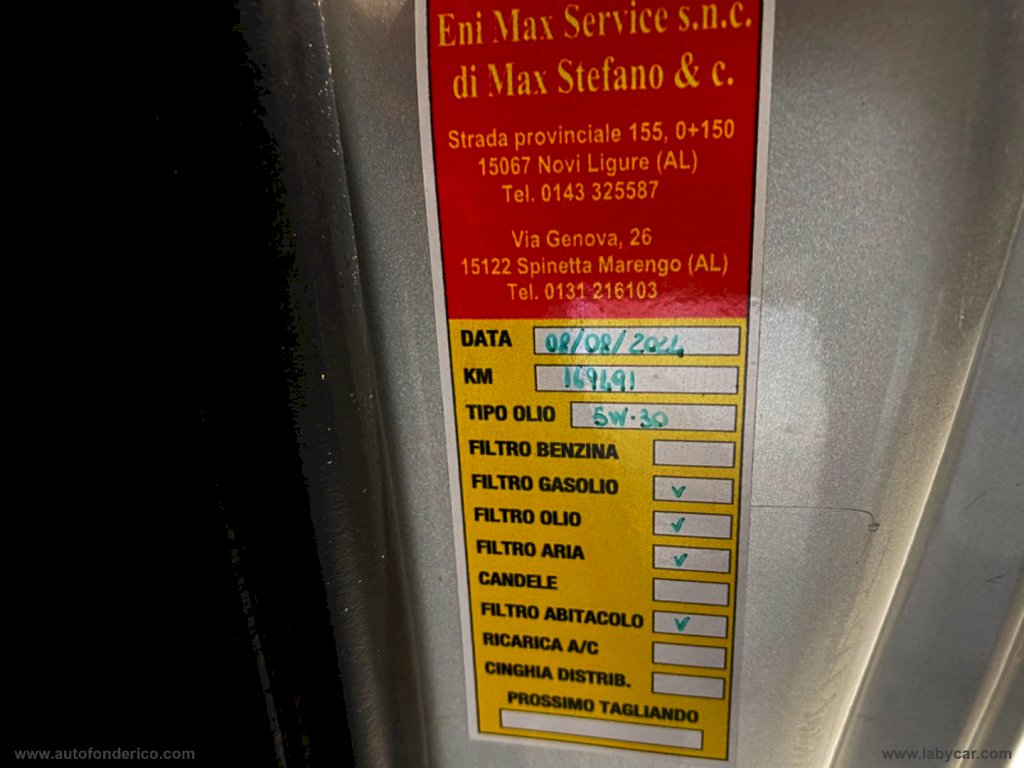 Eni Max Service s.n.c.
di Max Stefano & c.
Strada provinciale 155, 0+150
15067 Novi Ligure (AL)
Tel. 0143 325587
Via Genova, 26
15122 Spinetta Marengo (AL)
Tel. 0131 216103
DATA 08/08/2024
KM 169491
TIPO OLIO 5W-30
FILTRO BENZINA
FILTRO GASOLIO ✓
FILTRO OLIO ✓
FILTRO ARIA ✓
CANDELE
FILTRO ABITACOLO ✓
RICARICA A/C
CINGHIA DISTRIB.
PROSSIMO TAGLIANDO
www.autofonderico.com
www.labycar.com